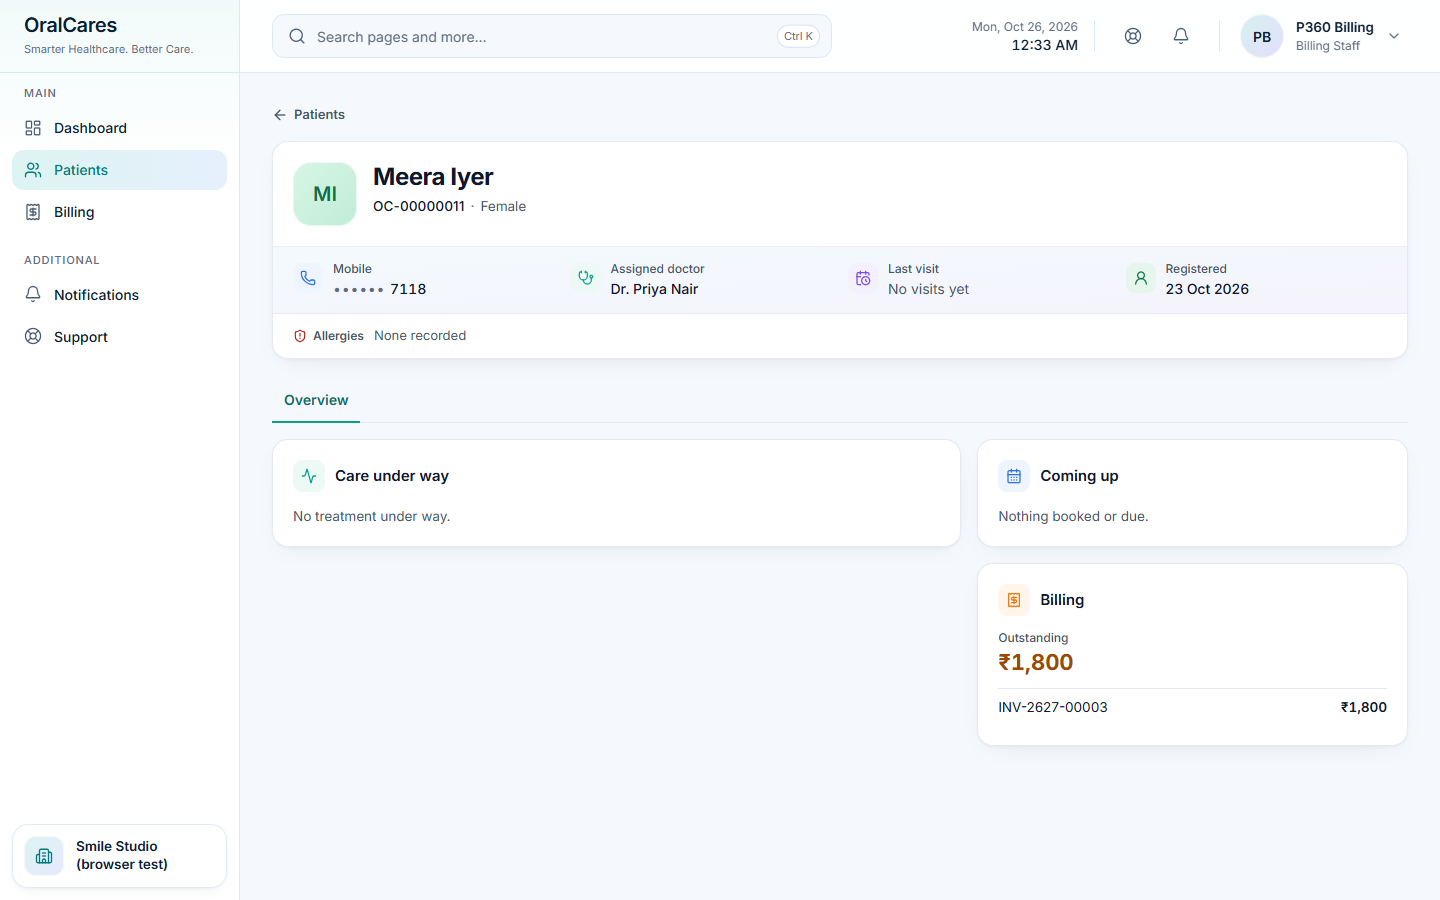 OralCares
Smarter Healthcare. Better Care.
Search pages and more...
Ctrl K
Mon, Oct 26, 2026
12:33 AM
PB
P360 Billing
Billing Staff
MAIN
Dashboard
Patients
Billing
ADDITIONAL
Notifications
Support
Smile Studio
(browser test)
Patients
MI
Meera Iyer
OC-00000011 · Female
Mobile
•••••• 7118
Assigned doctor
Dr. Priya Nair
Last visit
No visits yet
Registered
23 Oct 2026
Allergies None recorded
Overview
Care under way
No treatment under way.
Coming up
Nothing booked or due.
Billing
Outstanding
₹1,800
INV-2627-00003 ₹1,800